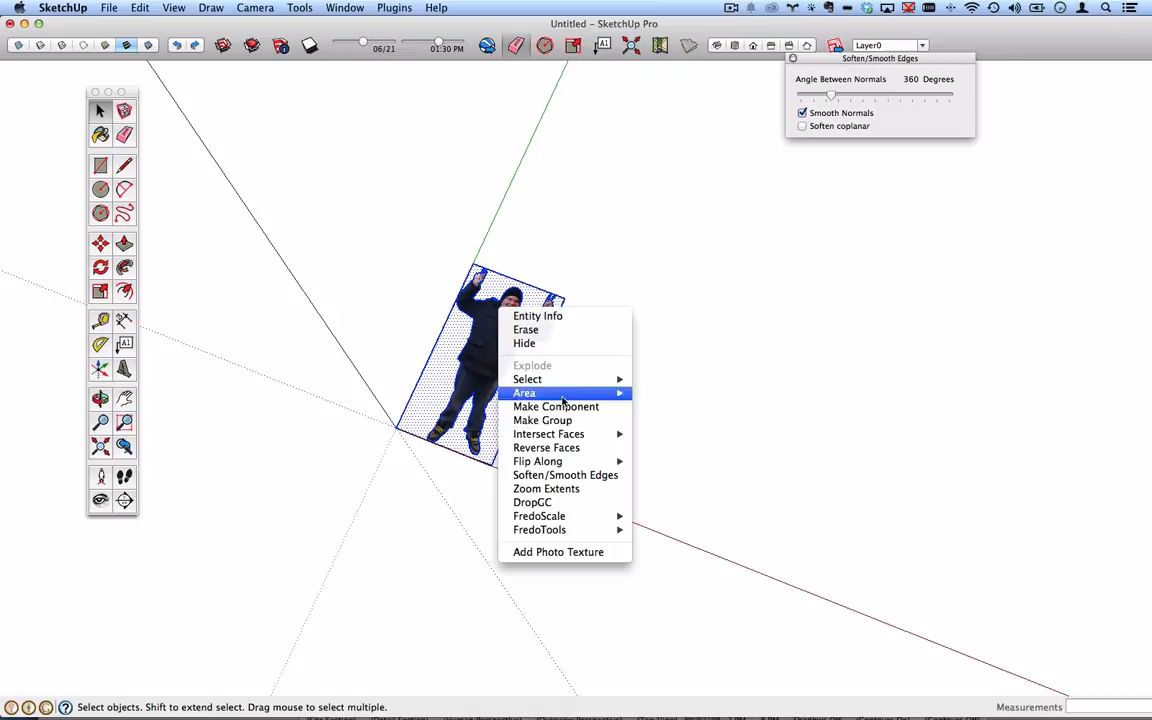 SketchUp File Edit View Draw Tools Camera Window Plugins Help
Untitled - SketchUp Pro
06/21 01:30 PM Layer0
Soften/Smooth Edges
Angle Between Normals 360 Degrees
Smooth Normals
Soften coplanar
Entity Info
Erase
Hide
Explode
Select
Area
Make Component
Make Group
Intersect Faces
Reverse Faces
Flip Along
Soften/Smooth Edges
Zoom Extents
DropGC
FredoScale
FredoTools
Add Photo Texture
Select objects. Shift to extend select. Drag mouse to select multiple.
Measurements